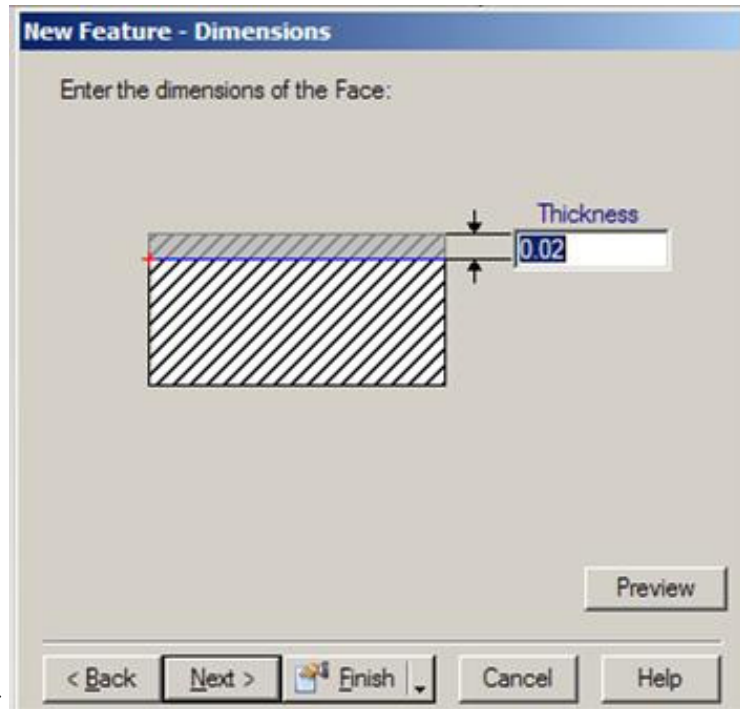 New Feature - Dimensions
Enter the dimensions of the Face:
Thickness
0.02
Preview
< Back Next > Finish Cancel Help